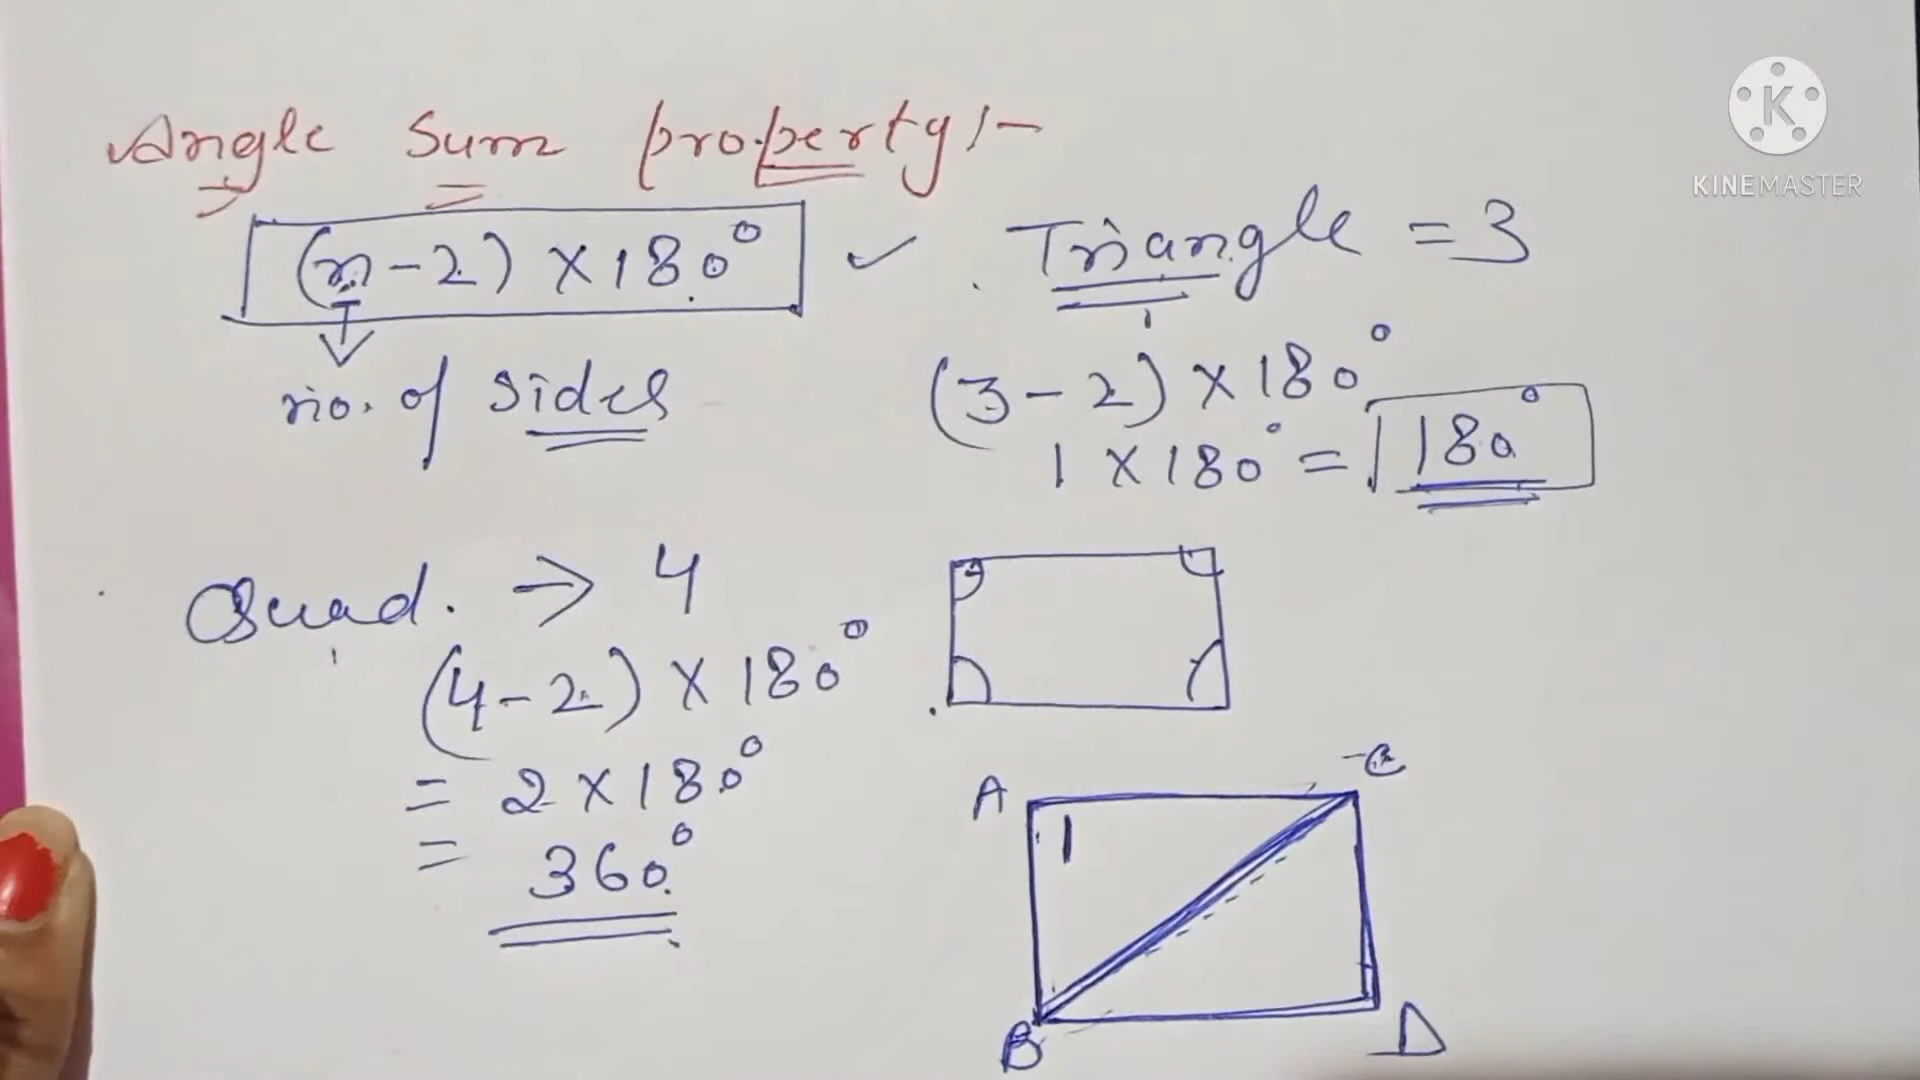 Angle Sum property :-
(n-2) × 180°
no. of sides
Triangle = 3
(3-2) × 180°
1 × 180° = 180°
Quad. → 4
(4-2) × 180°
= 2 × 180°
= 360°
A
C
1
B
D
K
KINEMASTER